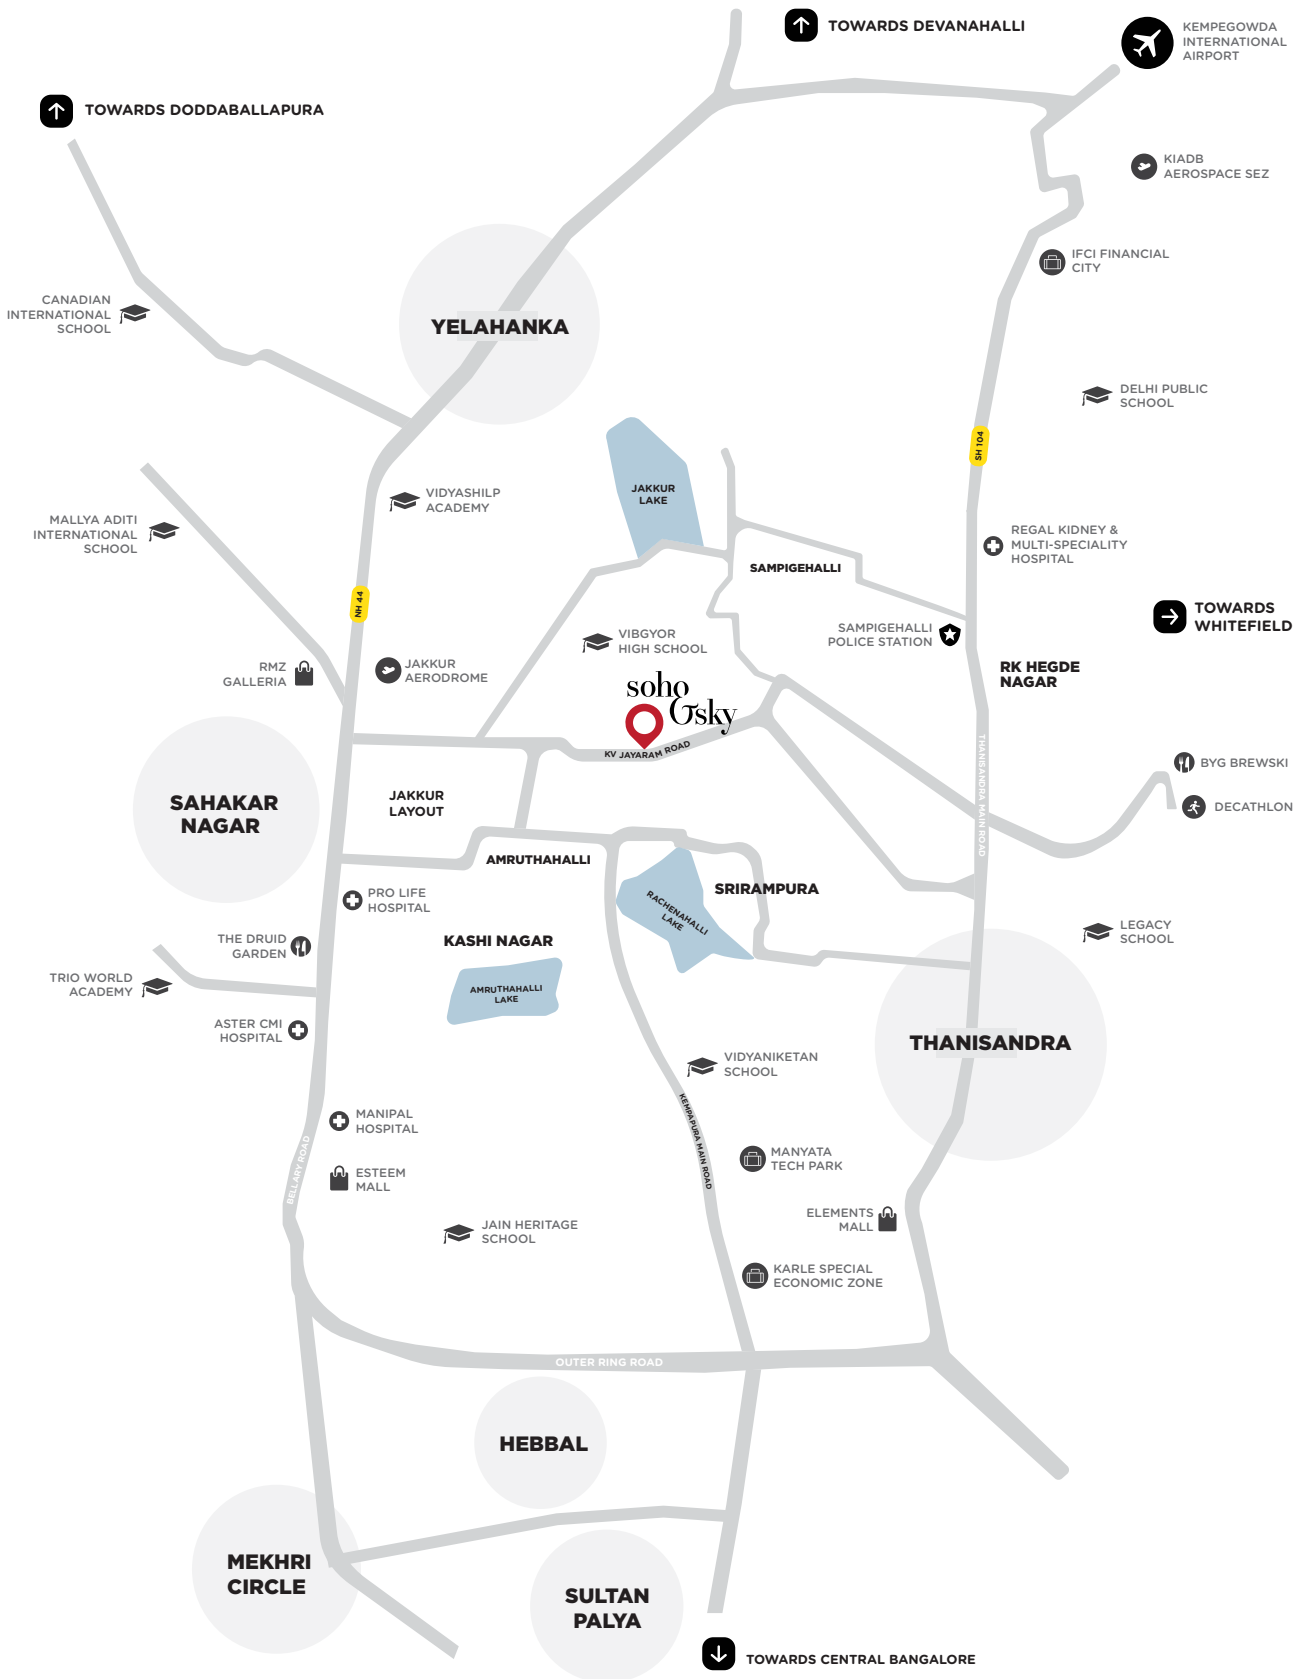 TOWARDS DEVANAHALLI
KEMPEGOWDA
INTERNATIONAL
AIRPORT
TOWARDS DODDABALLAPURA
KIADB
AEROSPACE SEZ
IFCI FINANCIAL
CITY
CANADIAN
INTERNATIONAL
SCHOOL
YELAHANKA
DELHI PUBLIC
SCHOOL
SH 104
JAKKUR
LAKE
VIDYASHILP
ACADEMY
MALLYA ADITI
INTERNATIONAL
SCHOOL
REGAL KIDNEY &
MULTI-SPECIALITY
HOSPITAL
SAMPIGEHALLI
NH 44
TOWARDS
WHITEFIELD
SAMPIGEHALLI
POLICE STATION
VIBGYOR
HIGH SCHOOL
RK HEGDE
NAGAR
RMZ
GALLERIA
JAKKUR
AERODROME
soho
&sky
KV JAYARAM ROAD
THANISANDRA MAIN ROAD
BYG BREWSKI
DECATHLON
SAHAKAR
NAGAR
JAKKUR
LAYOUT
AMRUTHAHALLI
SRIRAMPURA
PRO LIFE
HOSPITAL
RACHENAHALLI
LAKE
LEGACY
SCHOOL
THE DRUID
GARDEN
KASHI NAGAR
TRIO WORLD
ACADEMY
AMRUTHAHALLI
LAKE
ASTER CMI
HOSPITAL
THANISANDRA
VIDYANIKETAN
SCHOOL
MANIPAL
HOSPITAL
KEMPAPURA MAIN ROAD
BELLARY ROAD
MANYATA
TECH PARK
ESTEEM
MALL
ELEMENTS
MALL
JAIN HERITAGE
SCHOOL
KARLE SPECIAL
ECONOMIC ZONE
OUTER RING ROAD
HEBBAL
MEKHRI
CIRCLE
SULTAN
PALYA
TOWARDS CENTRAL BANGALORE